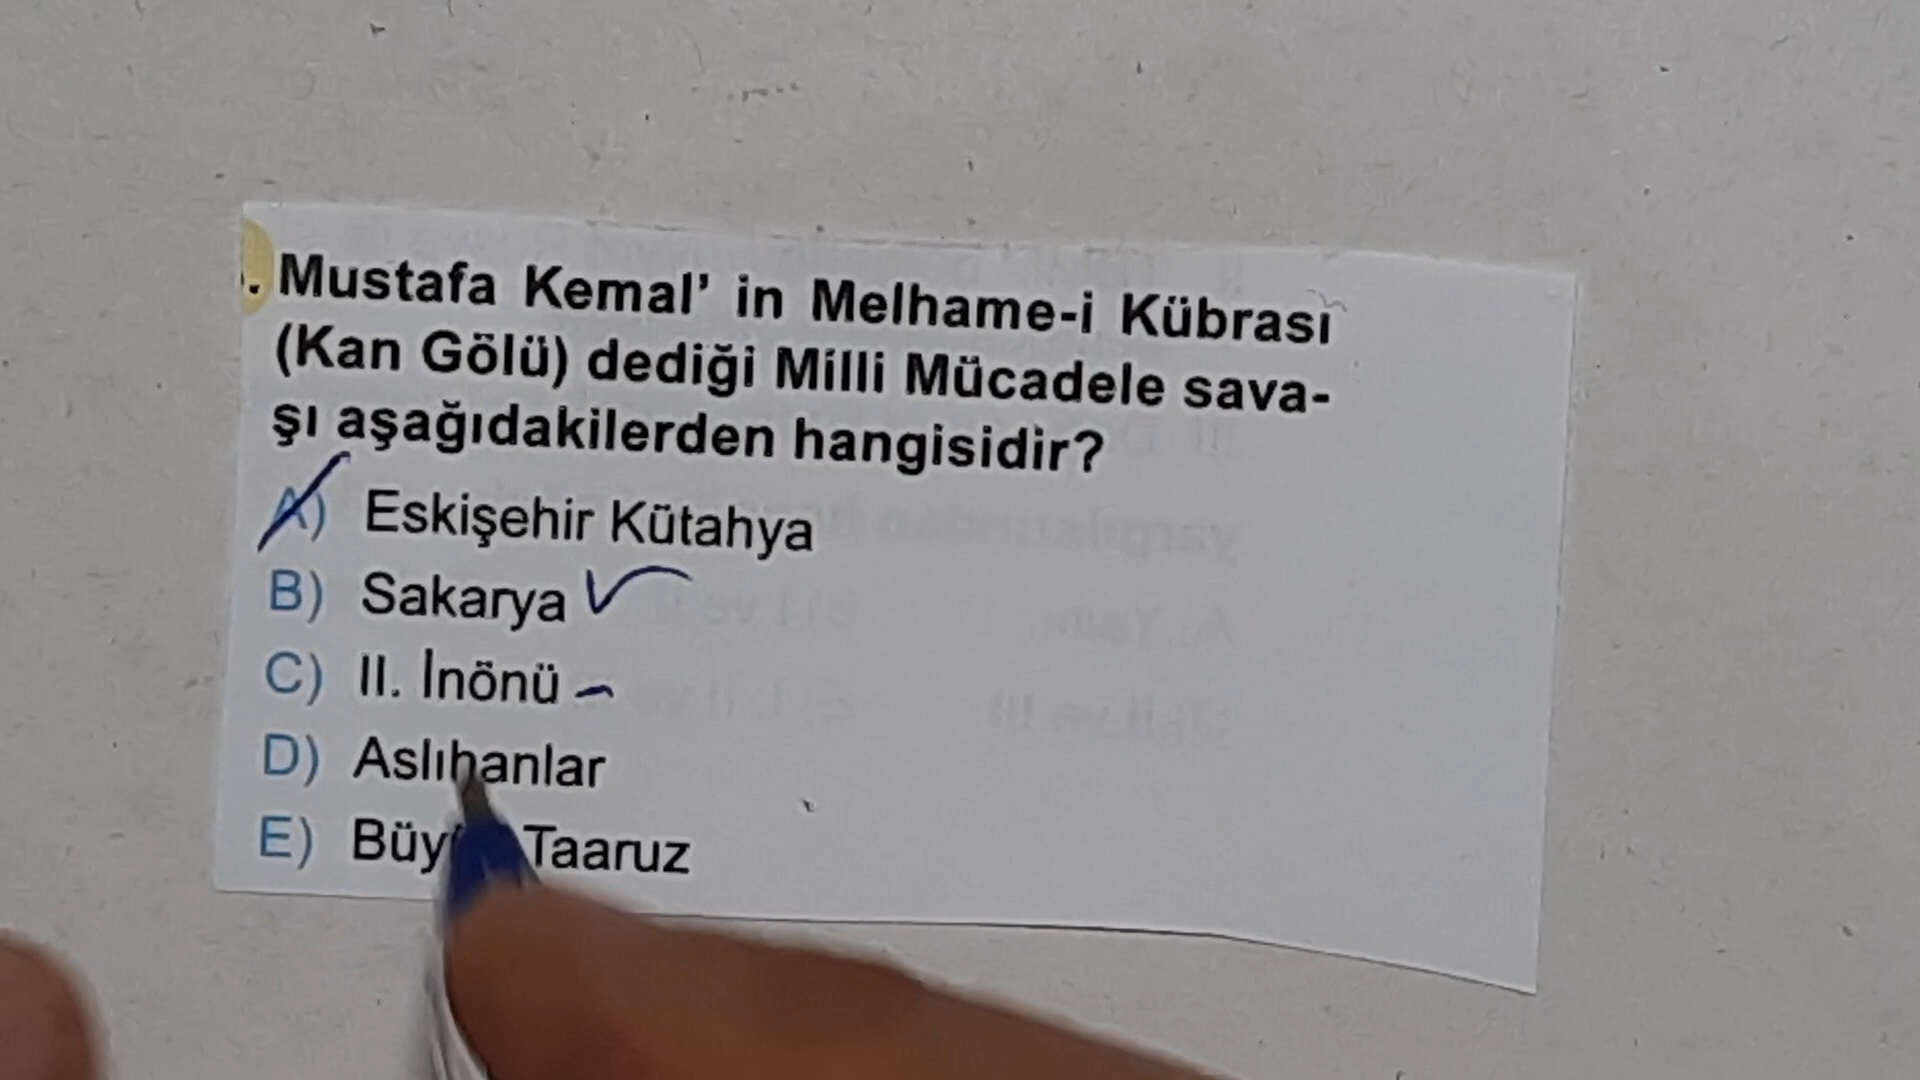 . Mustafa Kemal' in Melhame-i Kübrası
(Kan Gölü) dediği Milli Mücadele sava-
şı aşağıdakilerden hangisidir?
A) Eskişehir Kütahya
B) Sakarya
C) II. İnönü
D) Aslıhanlar
E) Taaruz